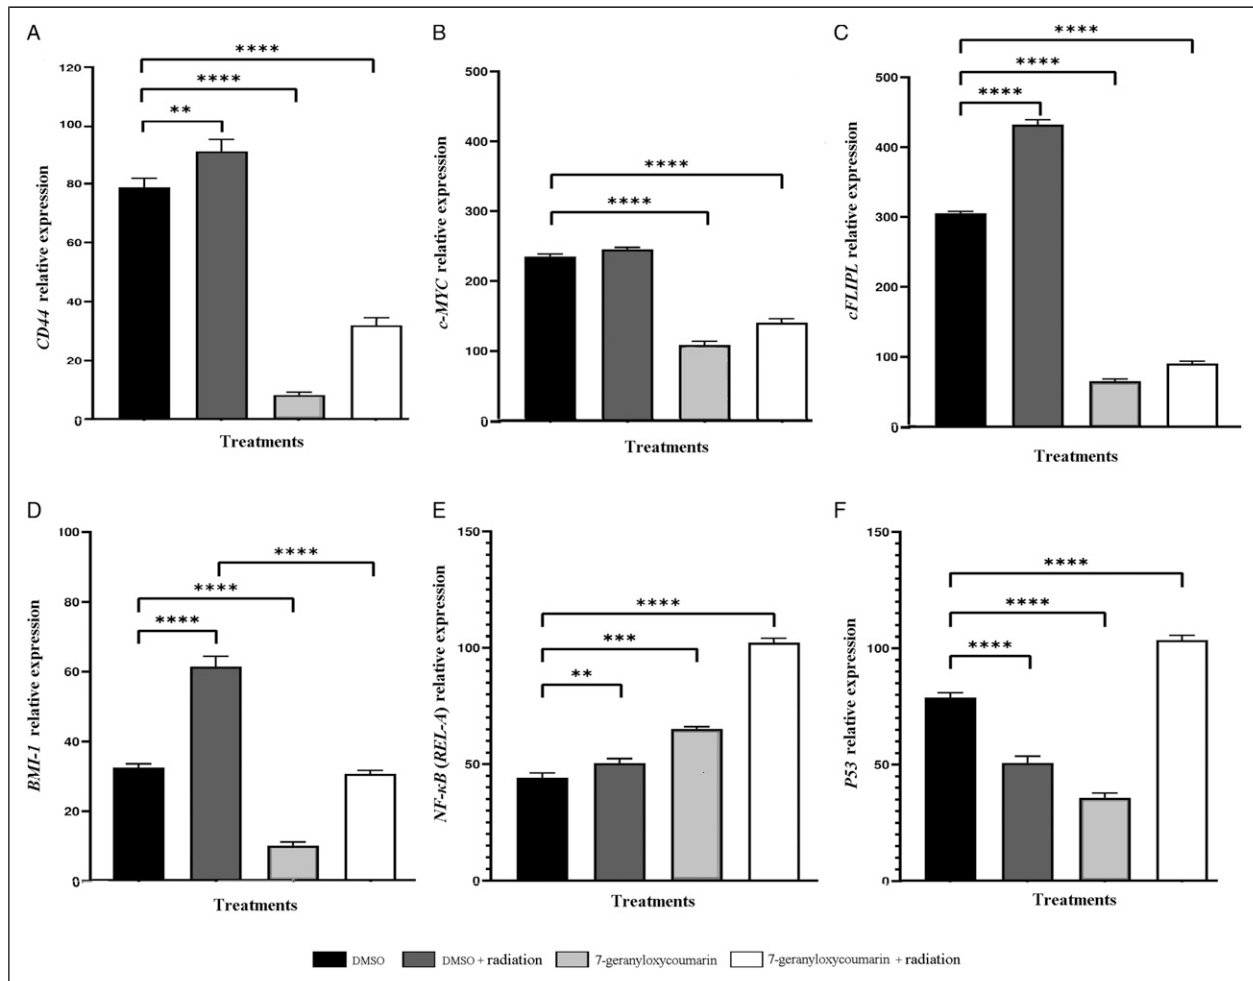 A
****
****
**
120
100
80
60
40
20
0
CD44 relative expression
Treatments
B
****
****
500
400
300
200
100
0
c-MYC relative expression
Treatments
C
****
****
****
500
400
300
200
100
0
cFLIPL relative expression
Treatments
D
****
****
****
100
80
60
40
20
0
BMI-1 relative expression
Treatments
E
****
***
**
150
100
50
0
NF-κB (REL-A) relative expression
Treatments
F
****
****
****
150
100
50
0
P53 relative expression
Treatments
DMSO DMSO + radiation 7-geranyloxycoumarin 7-geranyloxycoumarin + radiation